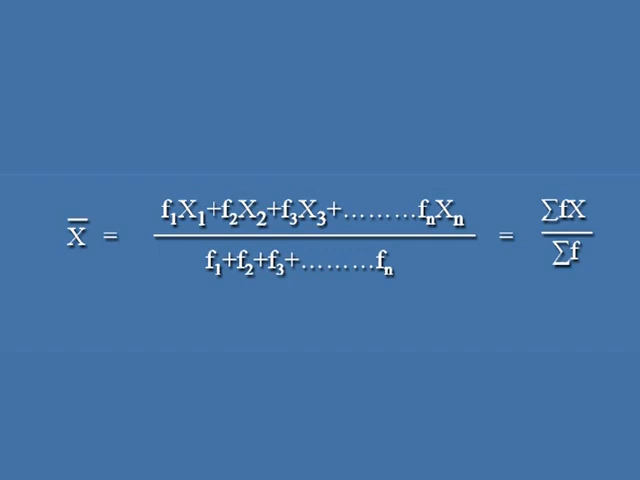 X̄ = f₁X₁+f₂X₂+f₃X₃+………fₙXₙ = ∑fX
f₁+f₂+f₃+………fₙ ∑f